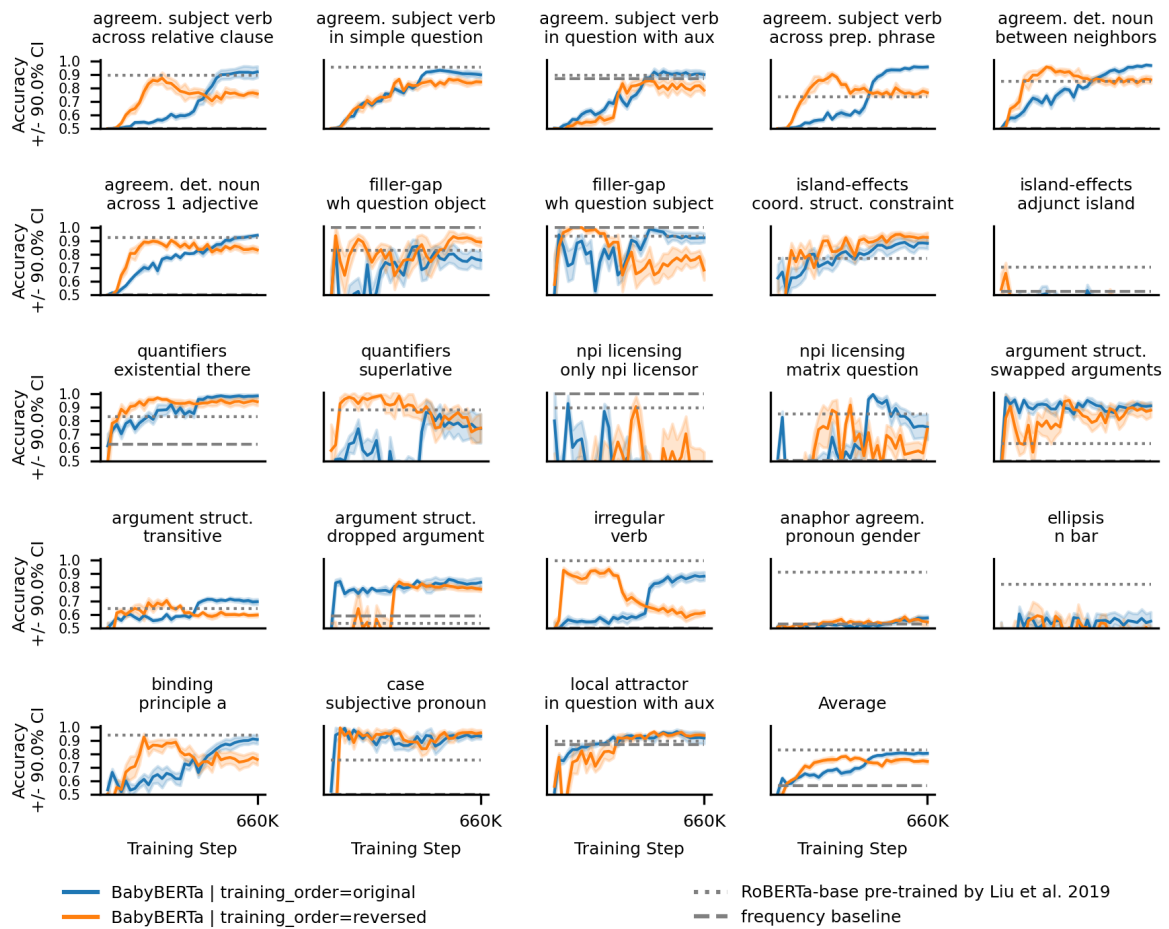 agreem. subject verb
across relative clause
agreem. subject verb
in simple question
agreem. subject verb
in question with aux
agreem. subject verb
across prep. phrase
agreem. det. noun
between neighbors
Accuracy
+/- 90.0% CI
1.0
0.9
0.8
0.7
0.6
0.5
agreem. det. noun
across 1 adjective
filler-gap
wh question object
filler-gap
wh question subject
island-effects
coord. struct. constraint
island-effects
adjunct island
Accuracy
+/- 90.0% CI
1.0
0.9
0.8
0.7
0.6
0.5
quantifiers
existential there
quantifiers
superlative
npi licensing
only npi licensor
npi licensing
matrix question
argument struct.
swapped arguments
Accuracy
+/- 90.0% CI
1.0
0.9
0.8
0.7
0.6
0.5
argument struct.
transitive
argument struct.
dropped argument
irregular
verb
anaphor agreem.
pronoun gender
ellipsis
n bar
Accuracy
+/- 90.0% CI
1.0
0.9
0.8
0.7
0.6
0.5
binding
principle a
case
subjective pronoun
local attractor
in question with aux
Average
Accuracy
+/- 90.0% CI
1.0
0.9
0.8
0.7
0.6
0.5
660K
660K
660K
660K
Training Step
Training Step
Training Step
Training Step
BabyBERTa | training_order=original
BabyBERTa | training_order=reversed
RoBERTa-base pre-trained by Liu et al. 2019
frequency baseline